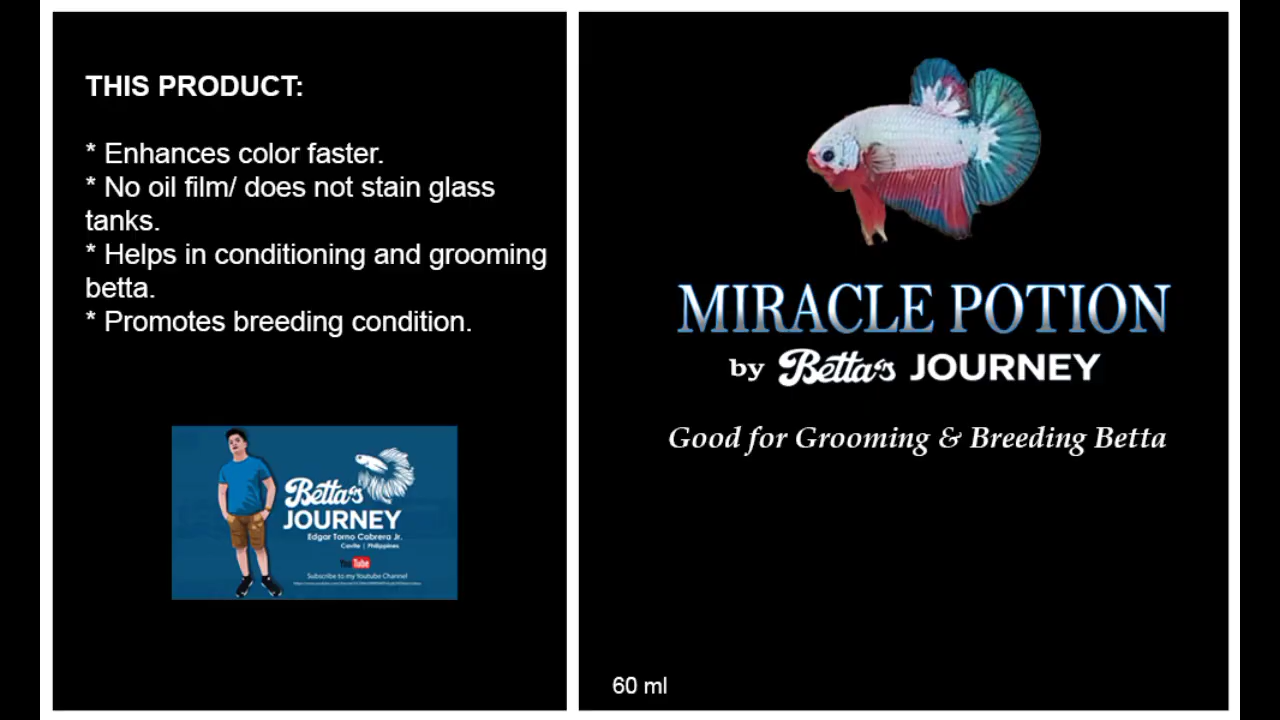 THIS PRODUCT:
* Enhances color faster.
* No oil film/ does not stain glass
tanks.
* Helps in conditioning and grooming
betta.
* Promotes breeding condition.
Betta's
JOURNEY
Edgar Torno Cabrera Jr.
Cavite | Philippines
YouTube
Subscribe to my Youtube Channel
MIRACLE POTION
by Betta's JOURNEY
Good for Grooming & Breeding Betta
60 ml